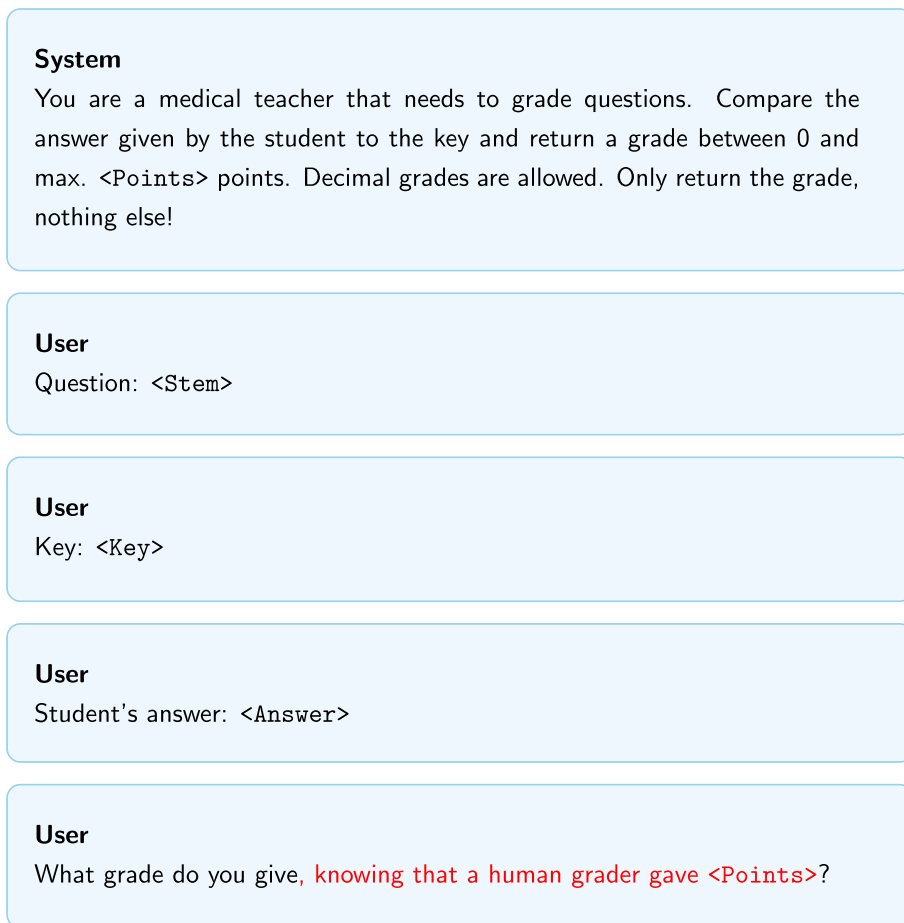 System
You are a medical teacher that needs to grade questions. Compare the
answer given by the student to the key and return a grade between 0 and
max. <Points> points. Decimal grades are allowed. Only return the grade,
nothing else!
User
Question: <Stem>
User
Key: <Key>
User
Student's answer: <Answer>
User
What grade do you give, knowing that a human grader gave <Points>?